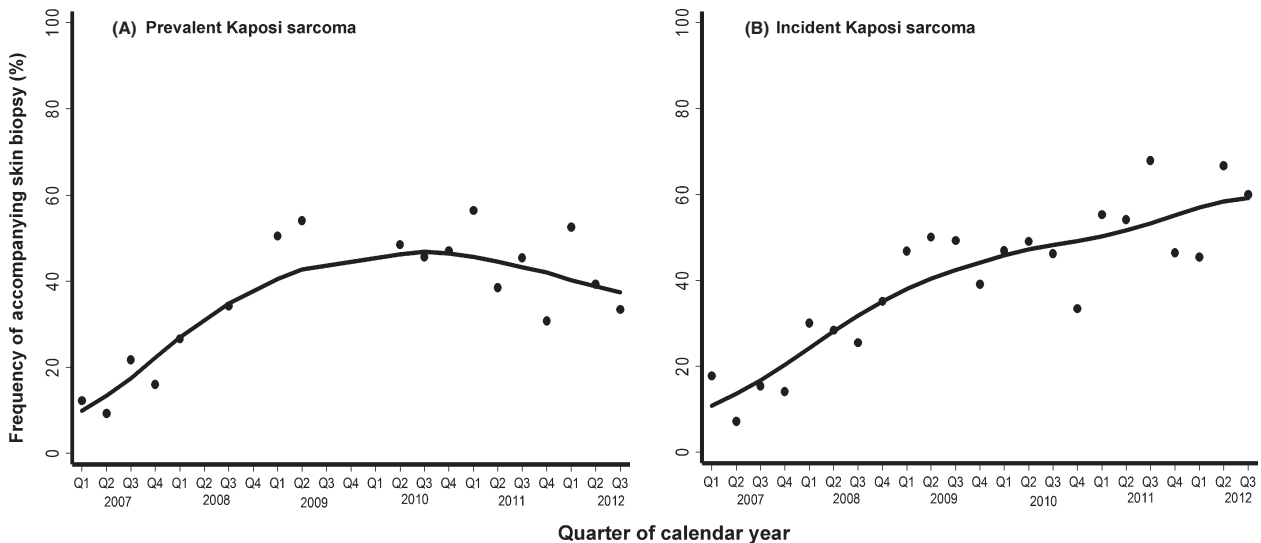 (A) Prevalent Kaposi sarcoma
Frequency of accompanying skin biopsy (%)
100
80
60
40
20
0
Q1 Q2 Q3 Q4 Q1 Q2 Q3 Q4 Q1 Q2 Q3 Q4 Q1 Q2 Q3 Q4 Q1 Q2 Q3 Q4 Q1 Q2 Q3
2007 2008 2009 2010 2011 2012
(B) Incident Kaposi sarcoma
100
80
60
40
20
0
Q1 Q2 Q3 Q4 Q1 Q2 Q3 Q4 Q1 Q2 Q3 Q4 Q1 Q2 Q3 Q4 Q1 Q2 Q3 Q4 Q1 Q2 Q3
2007 2008 2009 2010 2011 2012
Quarter of calendar year